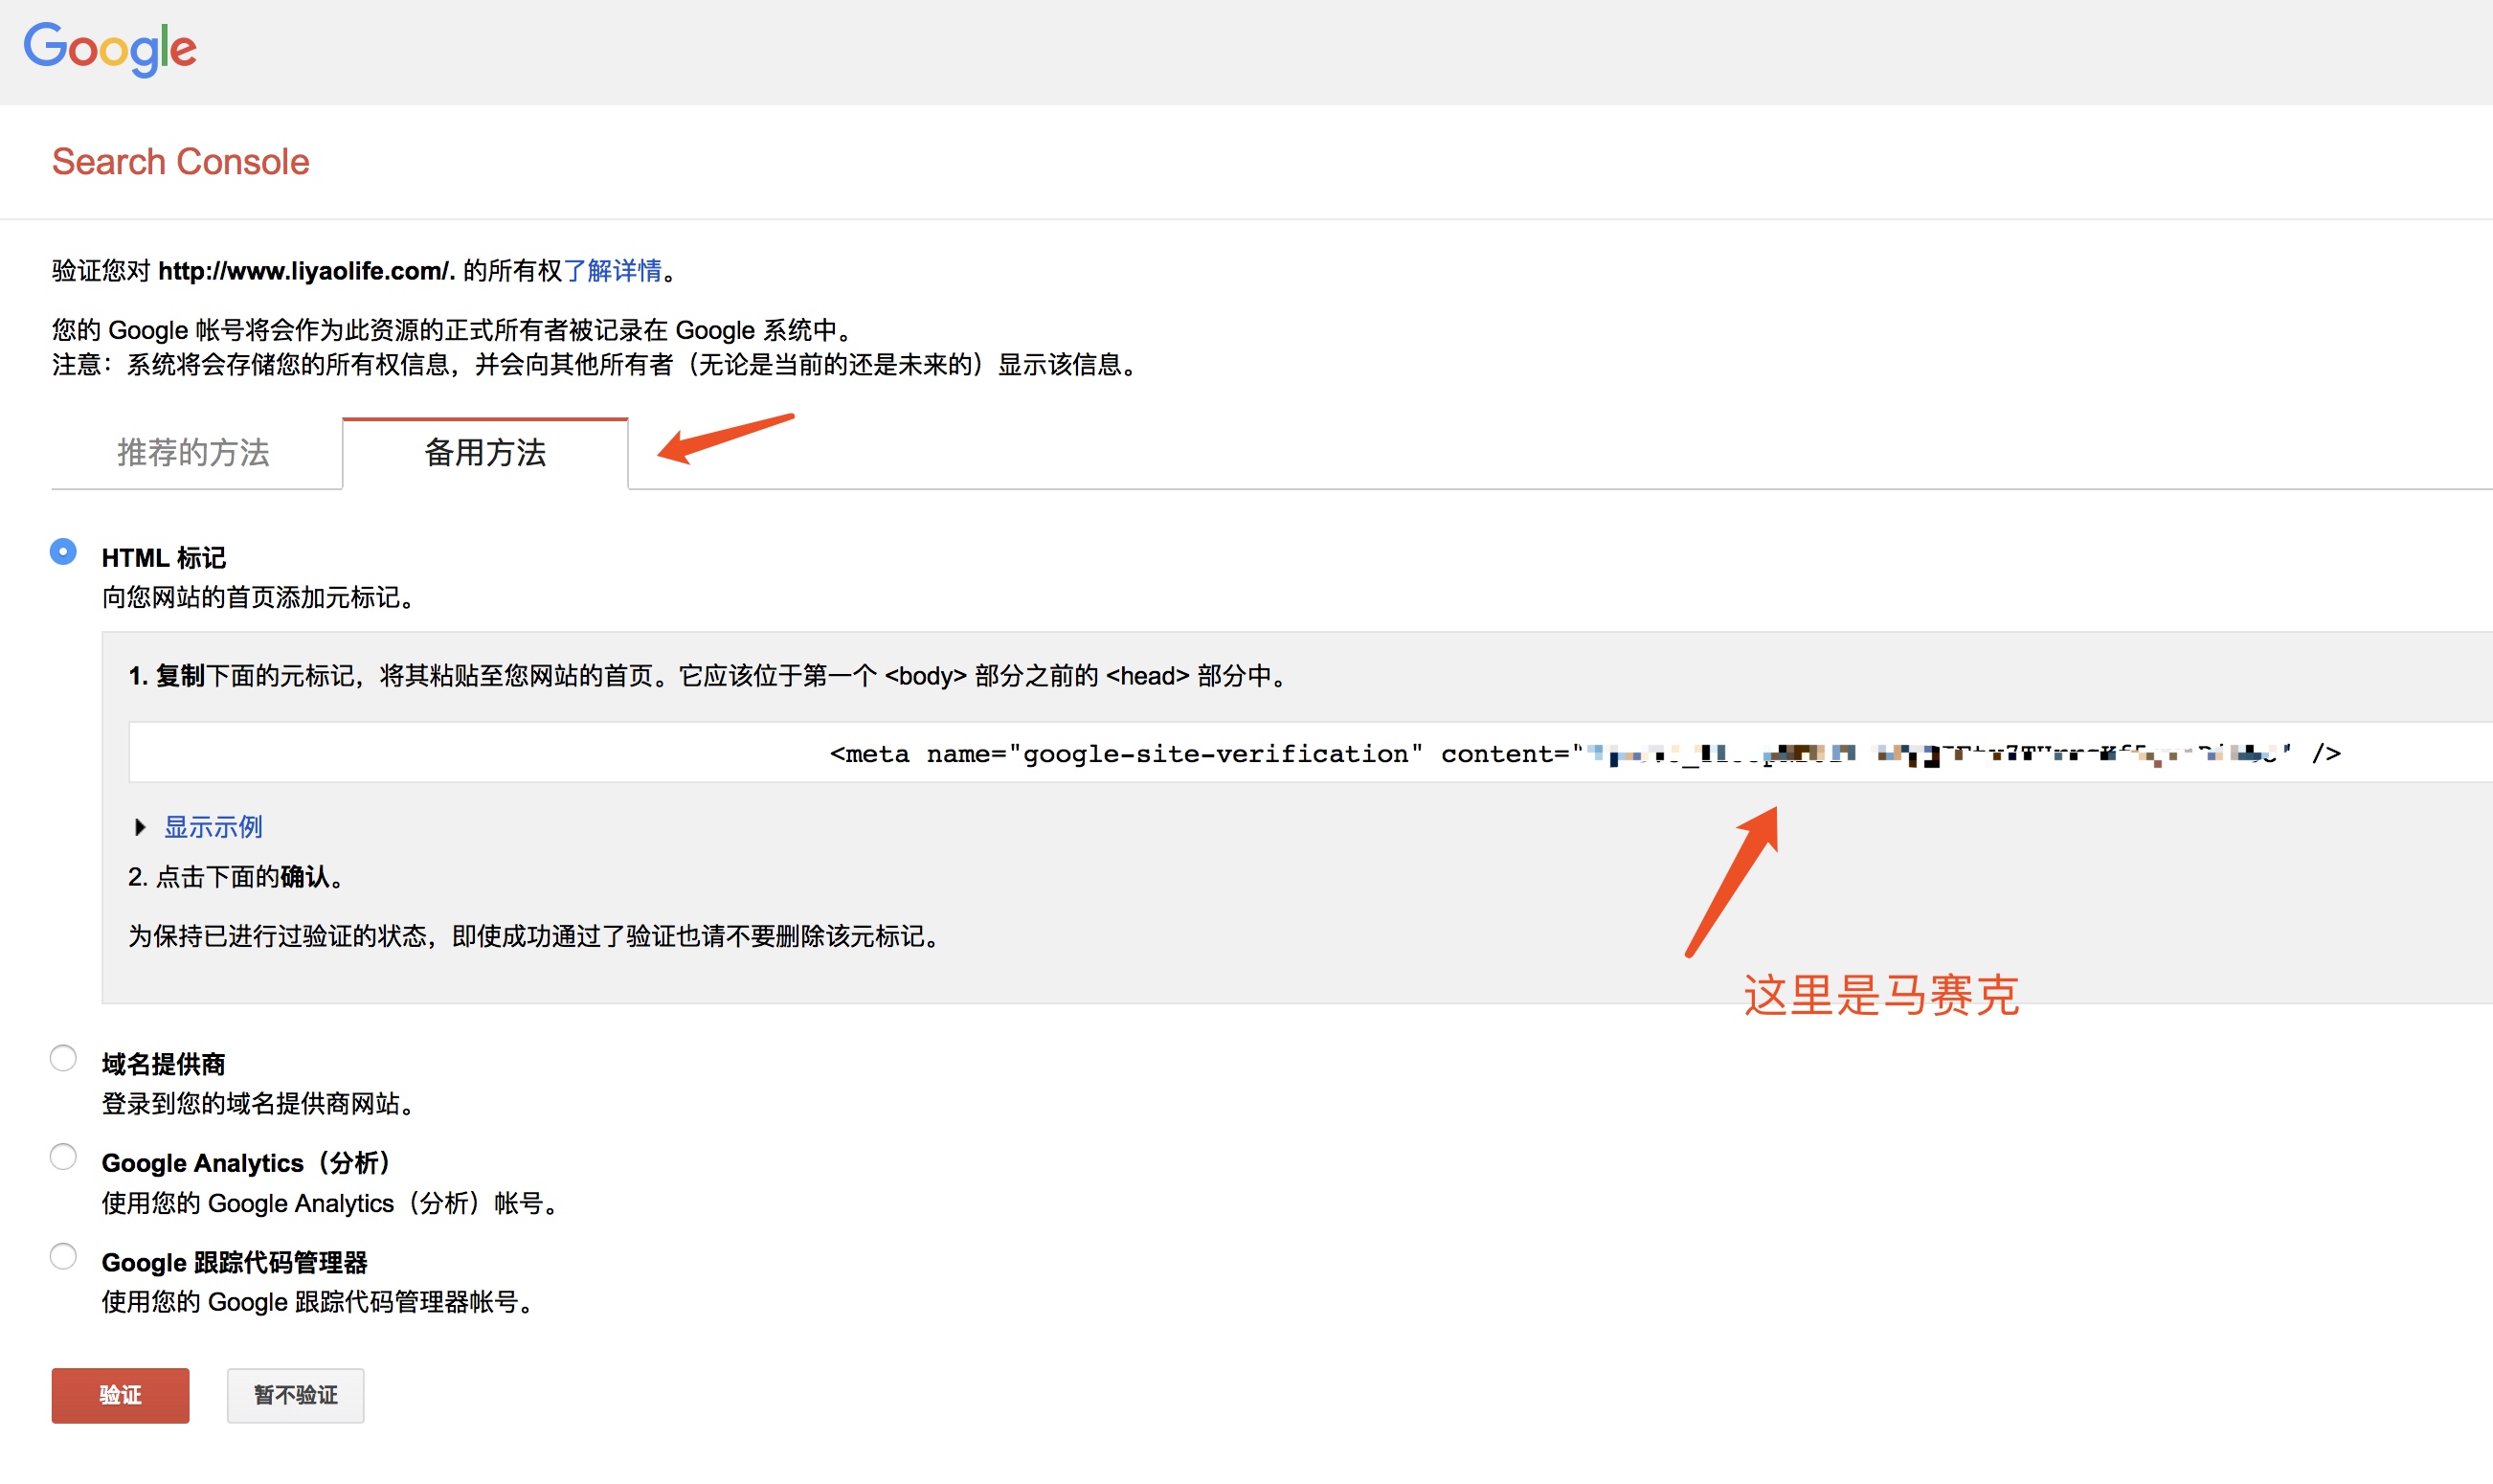 Google
Search Console
验证您对 http://www.liyaolife.com/. 的所有权了解详情。
您的 Google 帐号将会作为此资源的正式所有者被记录在 Google 系统中。
注意：系统将会存储您的所有权信息，并会向其他所有者（无论是当前的还是未来的）显示该信息。
推荐的方法 备用方法
HTML 标记
向您网站的首页添加元标记。
1. 复制下面的元标记，将其粘贴至您网站的首页。它应该位于第一个 <body> 部分之前的 <head> 部分中。
<meta name="google-site-verification" content=" />
显示示例
2. 点击下面的确认。
为保持已进行过验证的状态，即使成功通过了验证也请不要删除该元标记。
这里是马赛克
域名提供商
登录到您的域名提供商网站。
Google Analytics（分析）
使用您的 Google Analytics（分析）帐号。
Google 跟踪代码管理器
使用您的 Google 跟踪代码管理器帐号。
验证 暂不验证